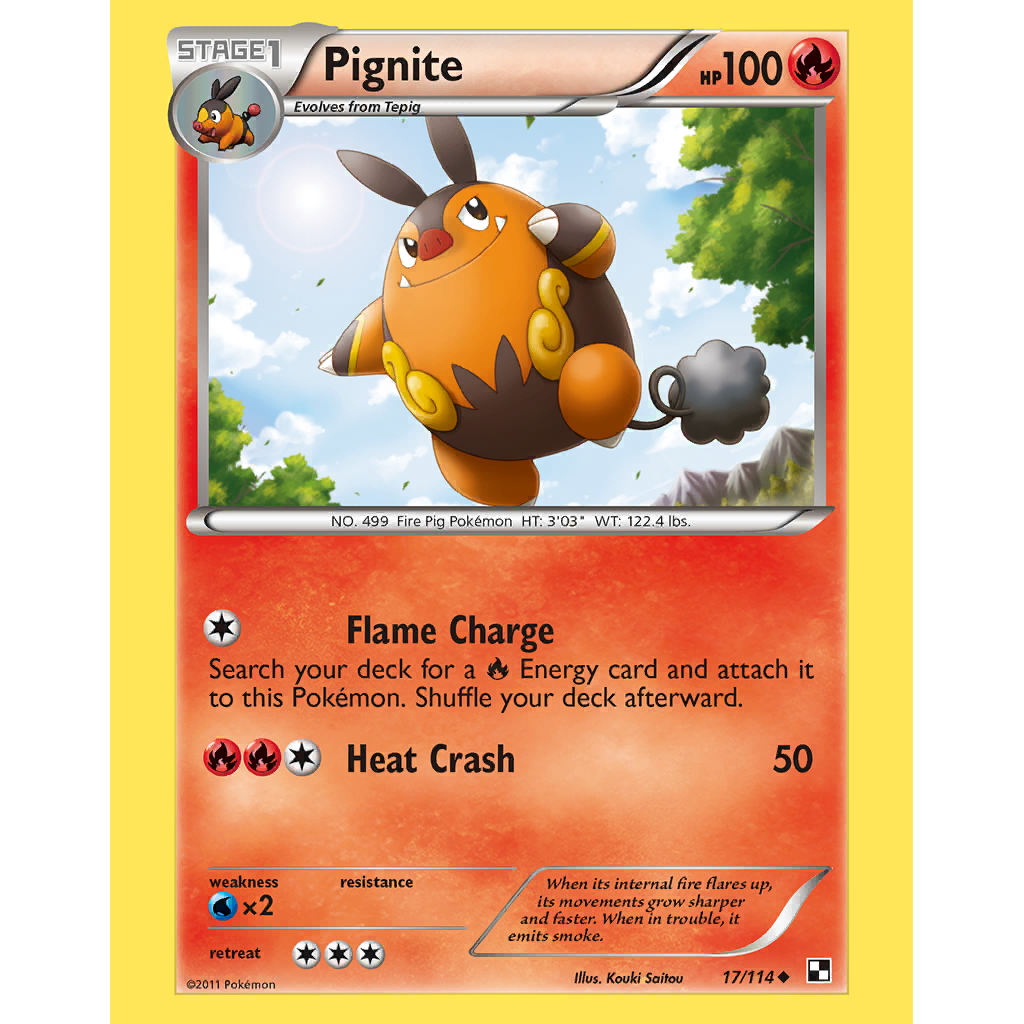 STAGE1
Pignite
HP100
Evolves from Tepig
NO. 499 Fire Pig Pokémon HT: 3'03" WT: 122.4 lbs.
Flame Charge
Search your deck for a Energy card and attach it
to this Pokémon. Shuffle your deck afterward.
Heat Crash 50
weakness resistance
×2
retreat
When its internal fire flares up,
its movements grow sharper
and faster. When in trouble, it
emits smoke.
Illus. Kouki Saitou 17/114
©2011 Pokémon